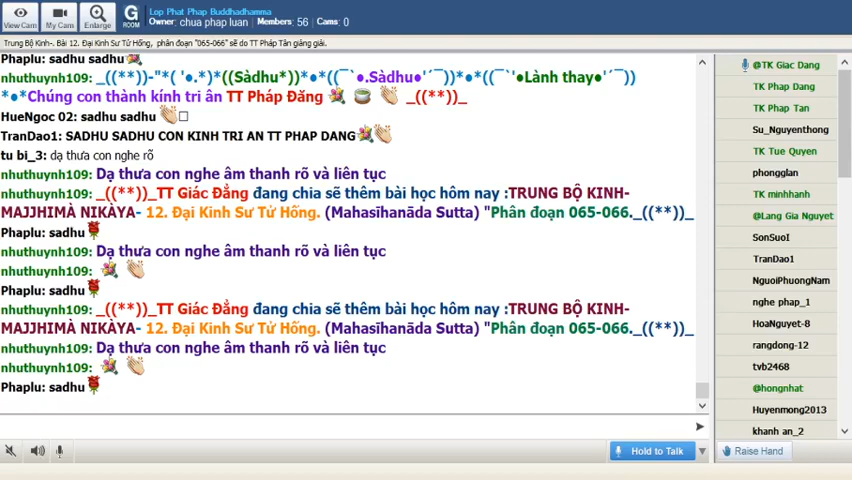 View Cam
My Cam
Enlarge
G
ROOM
Lop Phat Phap Buddhadhamma
Owner: chua phap luan Members: 56 Cams: 0
Trung Bộ Kinh-. Bài 12. Đại Kinh Sư Tử Hống, phân đoạn "065-066" sẽ do TT Pháp Tân giảng giải.
Phaplu: sadhu sadhu
nhuthuynh109: _((**))-"*( '●.*)*((Sàdhu*))*●*((¯`●.Sàdhu●'´¯))*●*((¯`'●Lành thay●'´¯))
*●*Chúng con thành kính tri ân TT Pháp Đăng _((**))_
HueNgoc 02: sadhu sadhu
TranDao1: SADHU SADHU CON KINH TRI AN TT PHAP DANG
tu bi_3: dạ thưa con nghe rõ
nhuthuynh109: Dạ thưa con nghe âm thanh rõ và liên tục
nhuthuynh109: _((**))_TT Giác Đẳng đang chia sẽ thêm bài học hôm nay :TRUNG BỘ KINH-
MAJJHIMÀ NIKÀYA- 12. Đại Kinh Sư Tử Hống. (Mahasīhanāda Sutta) "Phân đoạn 065-066._((**))_
Phaplu: sadhu
nhuthuynh109: Dạ thưa con nghe âm thanh rõ và liên tục
nhuthuynh109:
Phaplu: sadhu
nhuthuynh109: _((**))_TT Giác Đẳng đang chia sẽ thêm bài học hôm nay :TRUNG BỘ KINH-
MAJJHIMÀ NIKÀYA- 12. Đại Kinh Sư Tử Hống. (Mahasīhanāda Sutta) "Phân đoạn 065-066._((**))_
nhuthuynh109: Dạ thưa con nghe âm thanh rõ và liên tục
nhuthuynh109:
Phaplu: sadhu
@TK Giac Dang
TK Phap Dang
TK Phap Tan
Su_Nguyenthong
TK Tue Quyen
phongglan
TK minhhanh
@Lang Gia Nguyet
SonSuoI
TranDao1
NguoiPhuongNam
nghe phap_1
HoaNguyet-8
rangdong-12
tvb2468
@hongnhat
Huyenmong2013
khanh an_2
Hold to Talk
Raise Hand